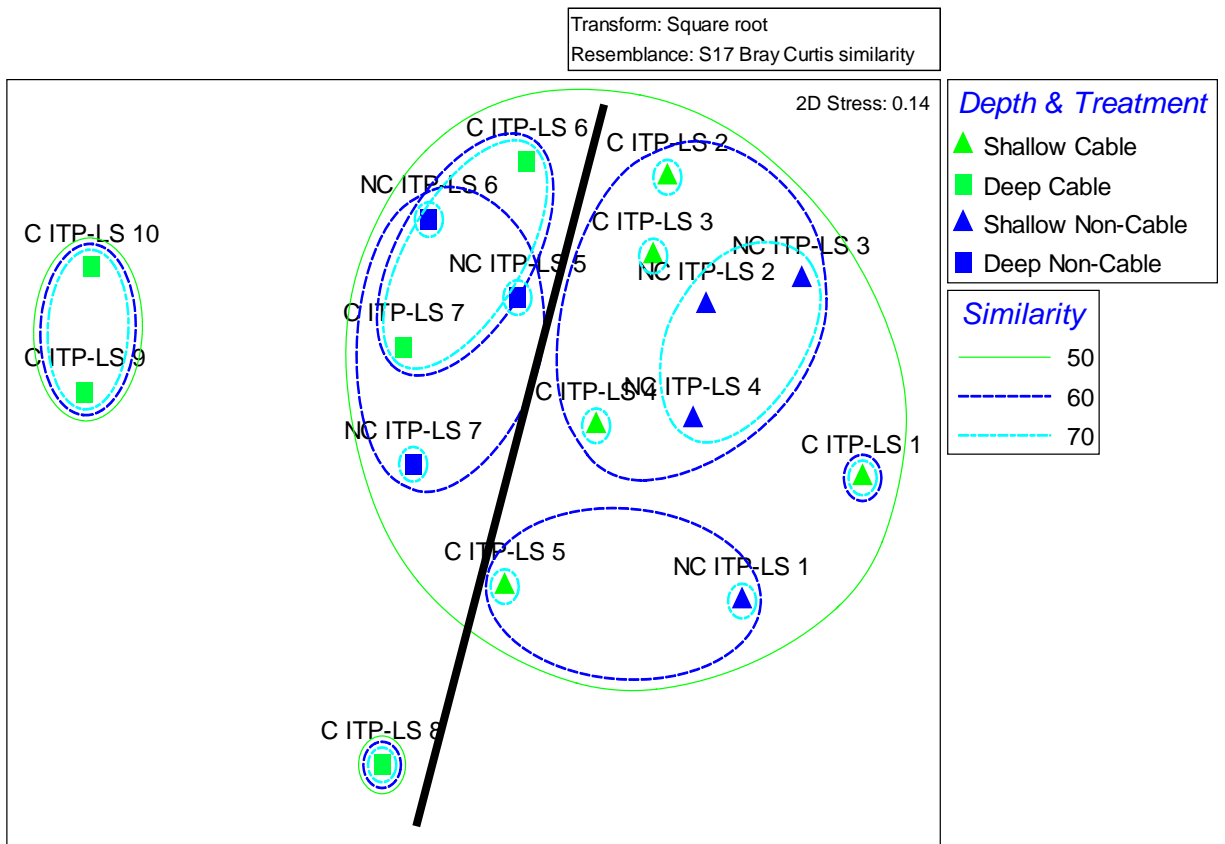 Transform: Square root
Resemblance: S17 Bray Curtis similarity
2D Stress: 0.14
C ITP-LS 6
C ITP-LS 2
NC ITP-LS 6
C ITP-LS 3
C ITP-LS 10
NC ITP-LS 5
NC ITP-LS 2
NC ITP-LS 3
C ITP-LS 7
C ITP-LS 9
C ITP-LS 4
NC ITP-LS 4
NC ITP-LS 7
C ITP-LS 1
C ITP-LS 5
NC ITP-LS 1
C ITP-LS 8
Depth & Treatment
Shallow Cable
Deep Cable
Shallow Non-Cable
Deep Non-Cable
Similarity
50
60
70